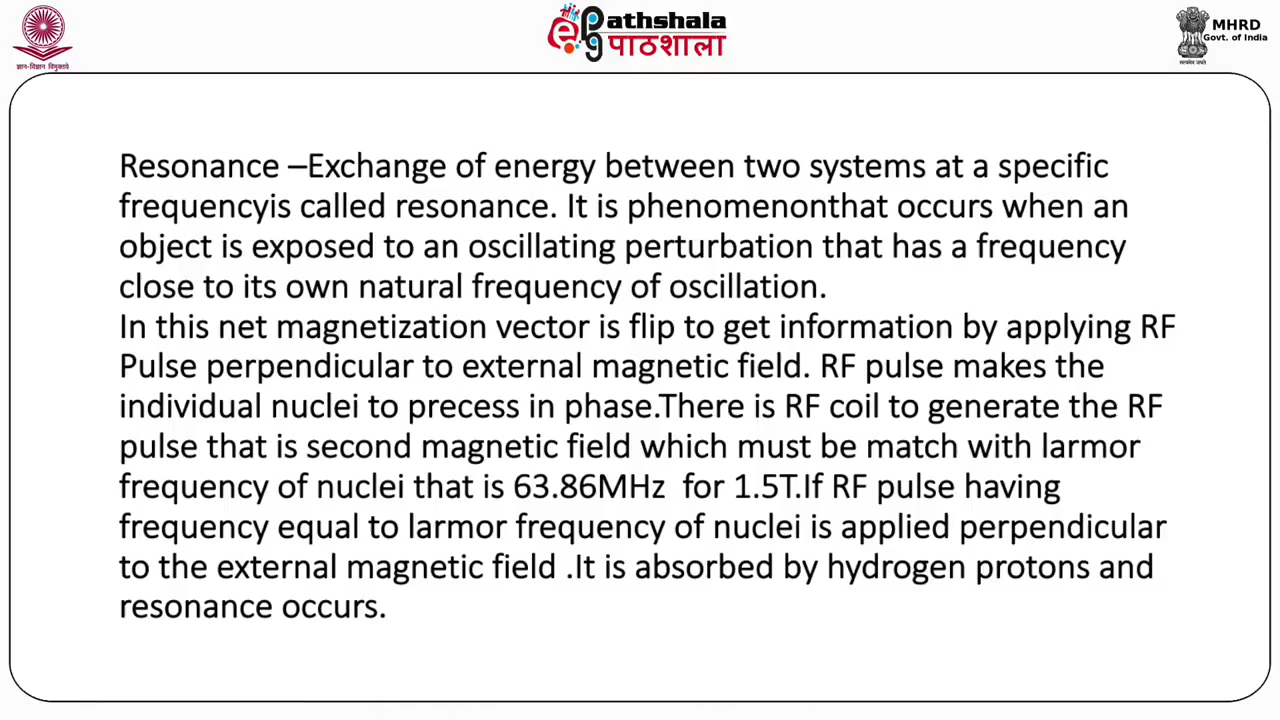 ज्ञान-विज्ञान विमुक्तये
ePathshala
पाठशाला
MHRD
Govt. of India
सत्यमेव जयते
Resonance –Exchange of energy between two systems at a specific
frequencyis called resonance. It is phenomenonthat occurs when an
object is exposed to an oscillating perturbation that has a frequency
close to its own natural frequency of oscillation.
In this net magnetization vector is flip to get information by applying RF
Pulse perpendicular to external magnetic field. RF pulse makes the
individual nuclei to precess in phase.There is RF coil to generate the RF
pulse that is second magnetic field which must be match with larmor
frequency of nuclei that is 63.86MHz  for 1.5T.If RF pulse having
frequency equal to larmor frequency of nuclei is applied perpendicular
to the external magnetic field .It is absorbed by hydrogen protons and
resonance occurs.